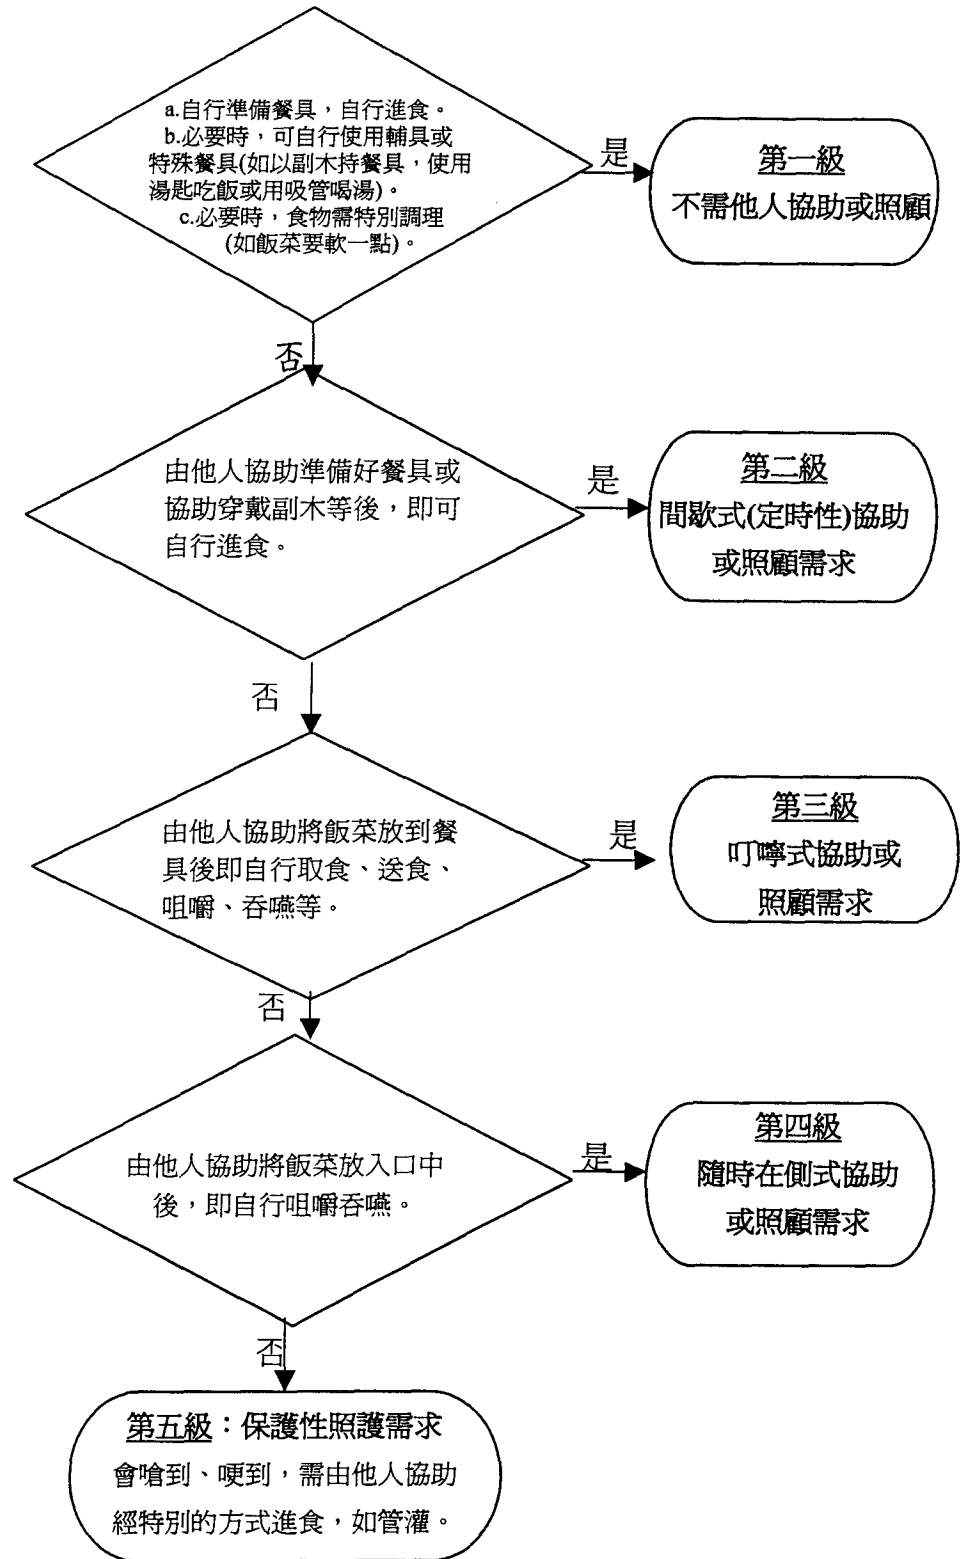 a.自行準備餐具，自行進食。
b.必要時，可自行使用輔具或
特殊餐具(如以副木持餐具，使用
湯匙吃飯或用吸管喝湯)。
c.必要時，食物需特別調理
(如飯菜要軟一點)。
是
第一級
不需他人協助或照顧
否
由他人協助準備好餐具或
協助穿戴副木等後，即可
自行進食。
是
第二級
間歇式(定時性)協助
或照顧需求
否
由他人協助將飯菜放到餐
具後即自行取食、送食、
咀嚼、吞嚥等。
是
第三級
叮嚀式協助或
照顧需求
否
由他人協助將飯菜放入口中
後，即自行咀嚼吞嚥。
是
第四級
隨時在側式協助
或照顧需求
否
第五級：保護性照護需求
會嗆到、哽到，需由他人協助
經特別的方式進食，如管灌。